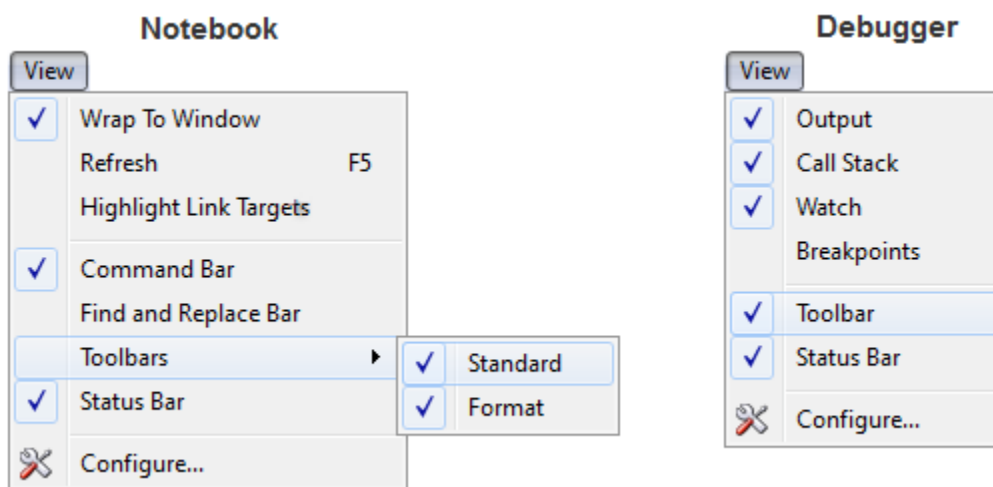 Notebook
View
Wrap To Window
Refresh F5
Highlight Link Targets
Command Bar
Find and Replace Bar
Toolbars
Standard
Format
Status Bar
Configure...
Debugger
View
Output
Call Stack
Watch
Breakpoints
Toolbar
Status Bar
Configure...